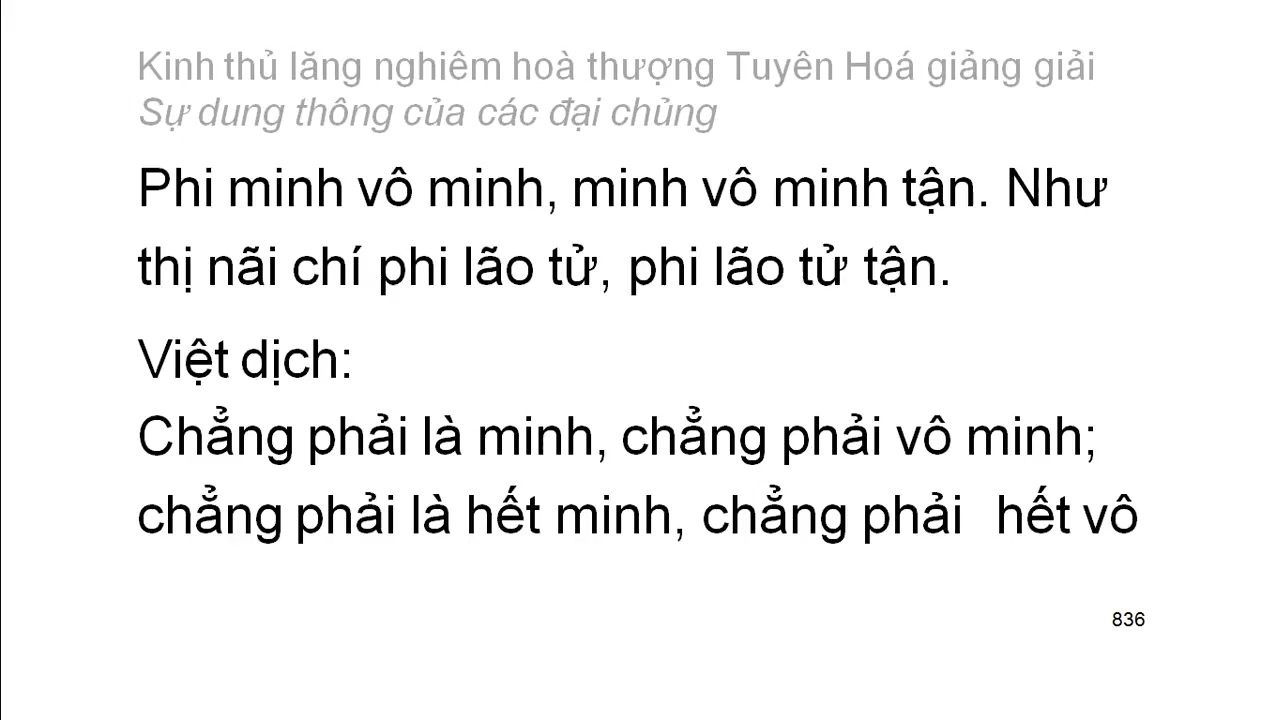 Kinh thủ lăng nghiêm hoà thượng Tuyên Hoá giảng giải
Sự dung thông của các đại chủng
Phi minh vô minh, minh vô minh tận. Như
thị nãi chí phi lão tử, phi lão tử tận.
Việt dịch:
Chẳng phải là minh, chẳng phải vô minh;
chẳng phải là hết minh, chẳng phải hết vô
836